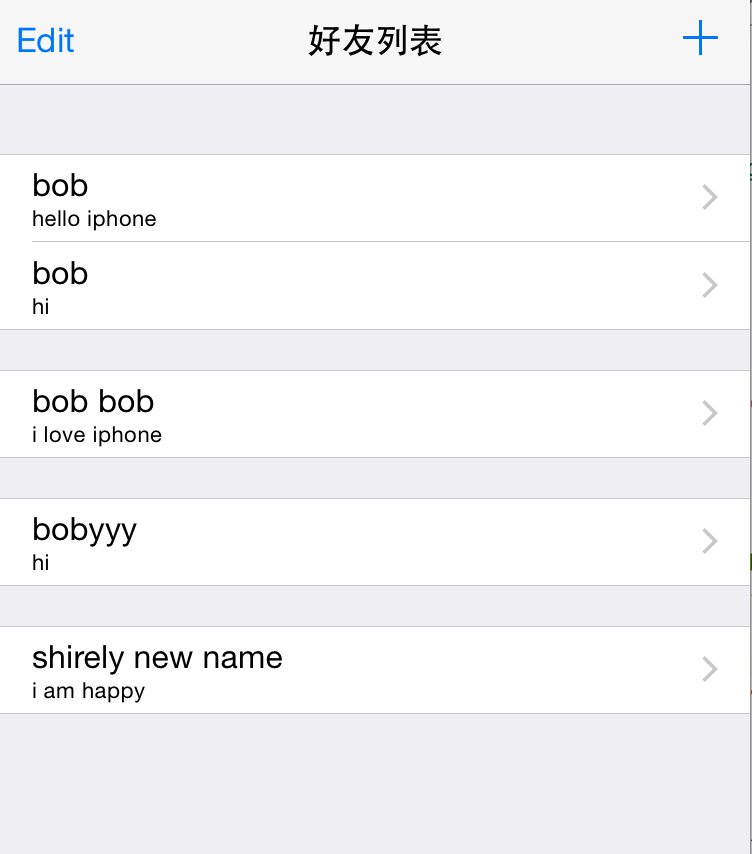 Edit 好友列表
bob
hello iphone
bob
hi
bob bob
i love iphone
bobyyy
hi
shirely new name
i am happy